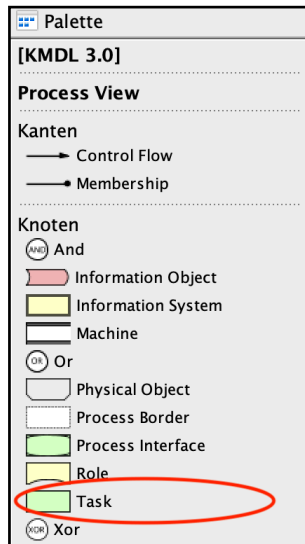 Palette
[KMDL 3.0]
Process View
Kanten
Control Flow
Membership
Knoten
AND And
Information Object
Information System
Machine
OR Or
Physical Object
Process Border
Process Interface
Role
Task
XOR Xor